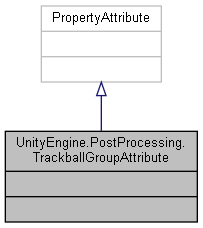 PropertyAttribute
UnityEngine.PostProcessing.
TrackballGroupAttribute